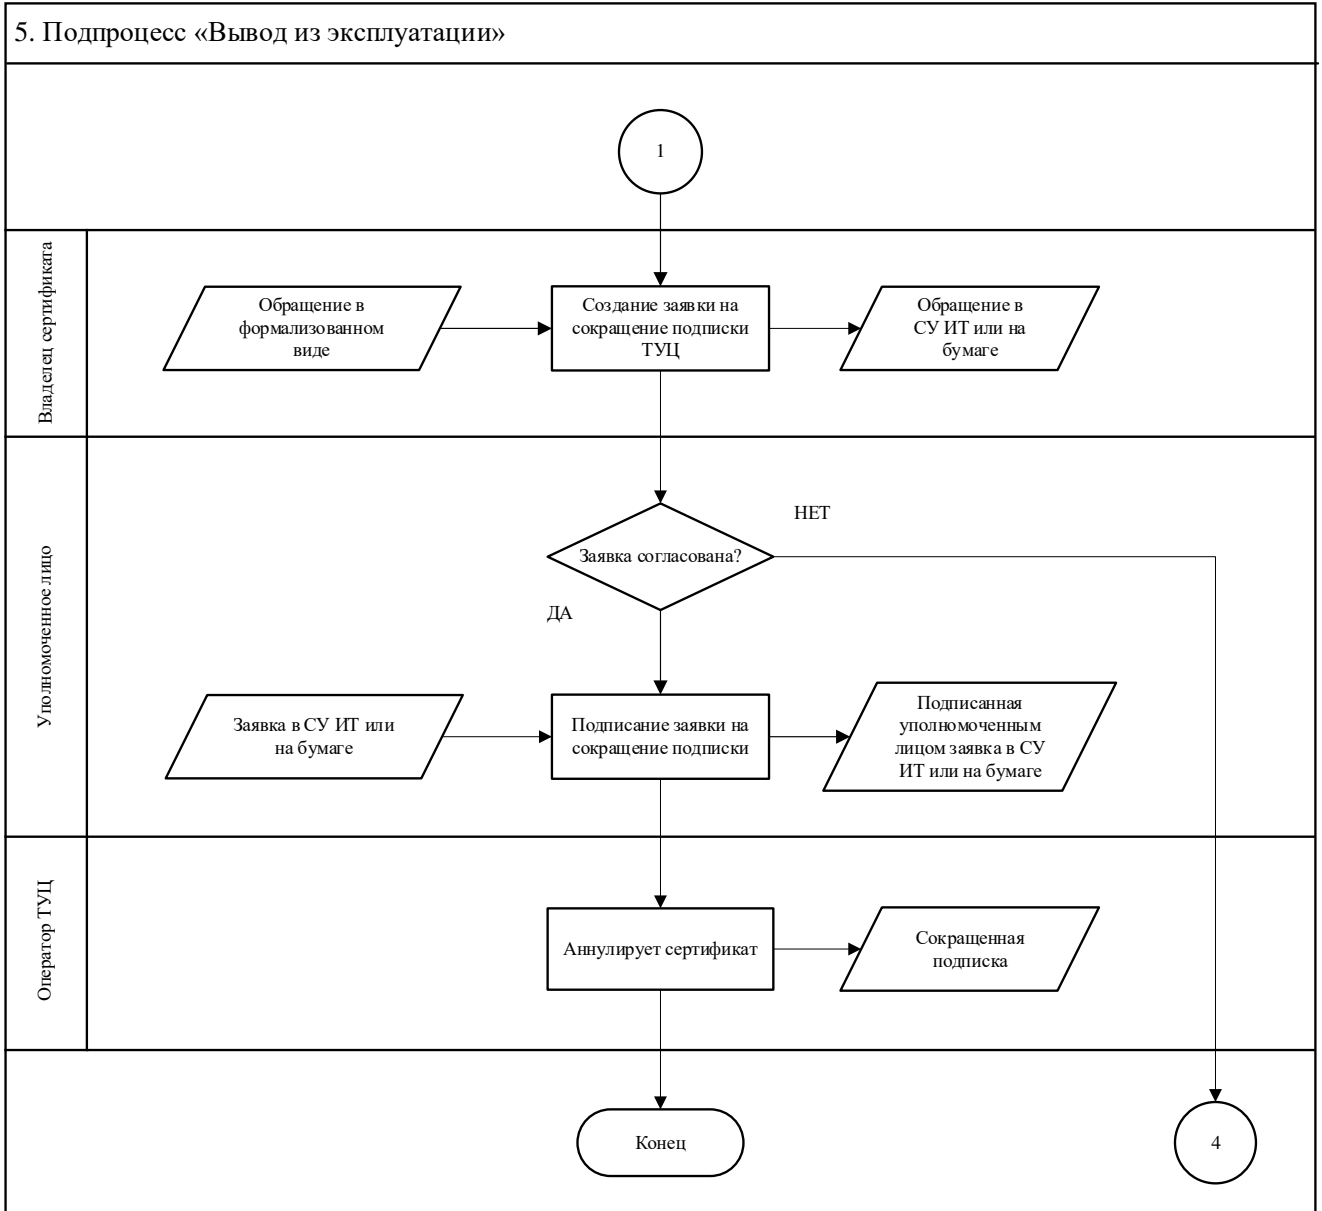 5. Подпроцесс «Вывод из эксплуатации»
1
Владелец сертификата
Обращение в
формализованном
виде
Создание заявки на
сокращение подписки
ТУЦ
Обращение в
СУ ИТ или на
бумаге
Уполномоченное лицо
НЕТ
Заявка согласована?
ДА
Заявка в СУ ИТ или
на бумаге
Подписание заявки на
сокращение подписки
Подписанная
уполномоченным
лицом заявка в СУ
ИТ или на бумаге
Оператор ТУЦ
Аннулирует сертификат
Сокращенная
подписка
Конец
4